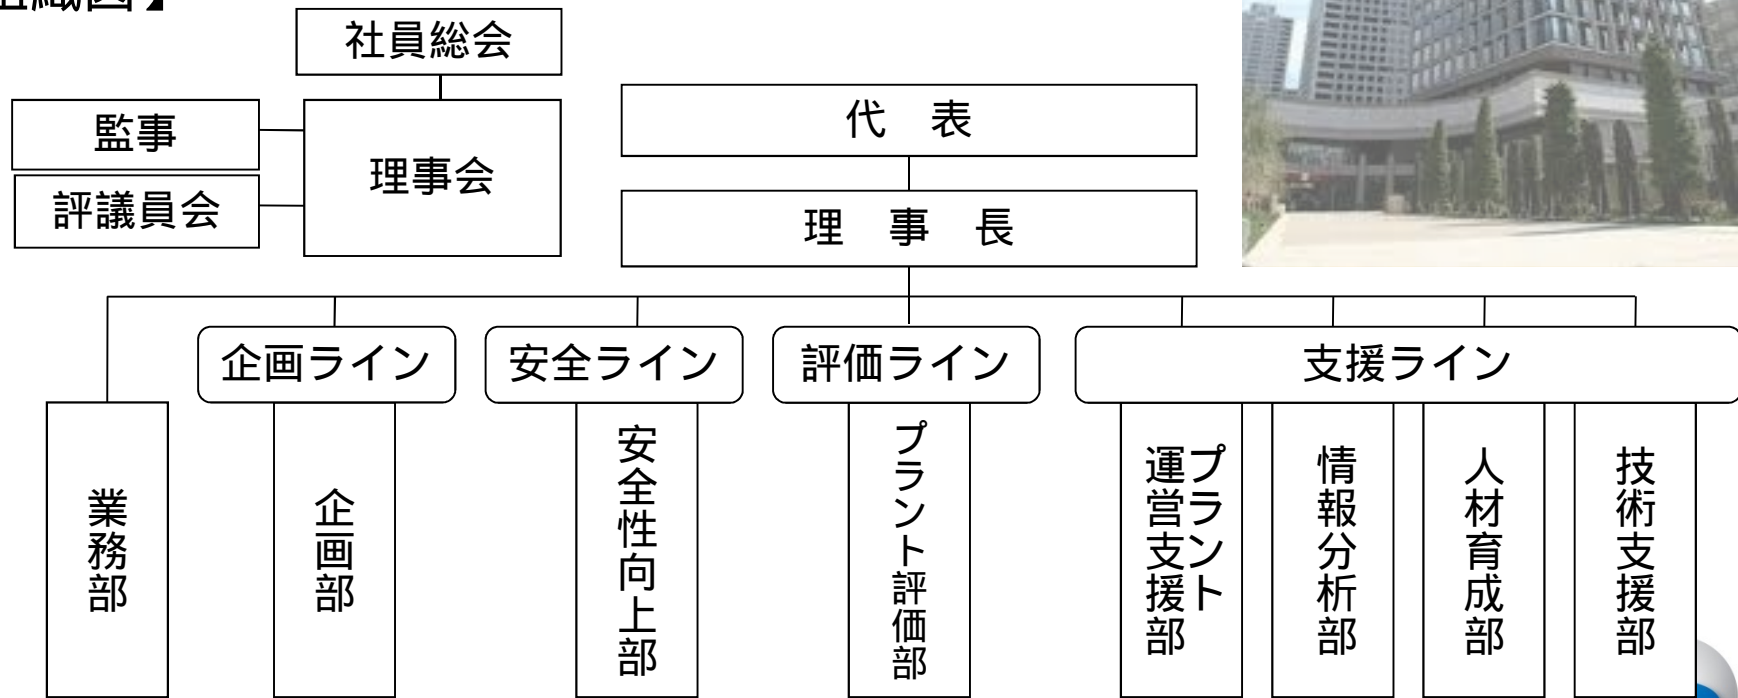 組織図】
社員総会
監事
評議員会
理事会
代 表
理 事 長
企画ライン
安全ライン
評価ライン
支援ライン
業務部
企画部
安全性向上部
プラント評価部
プラント
運営支援部
情報分析部
人材育成部
技術支援部